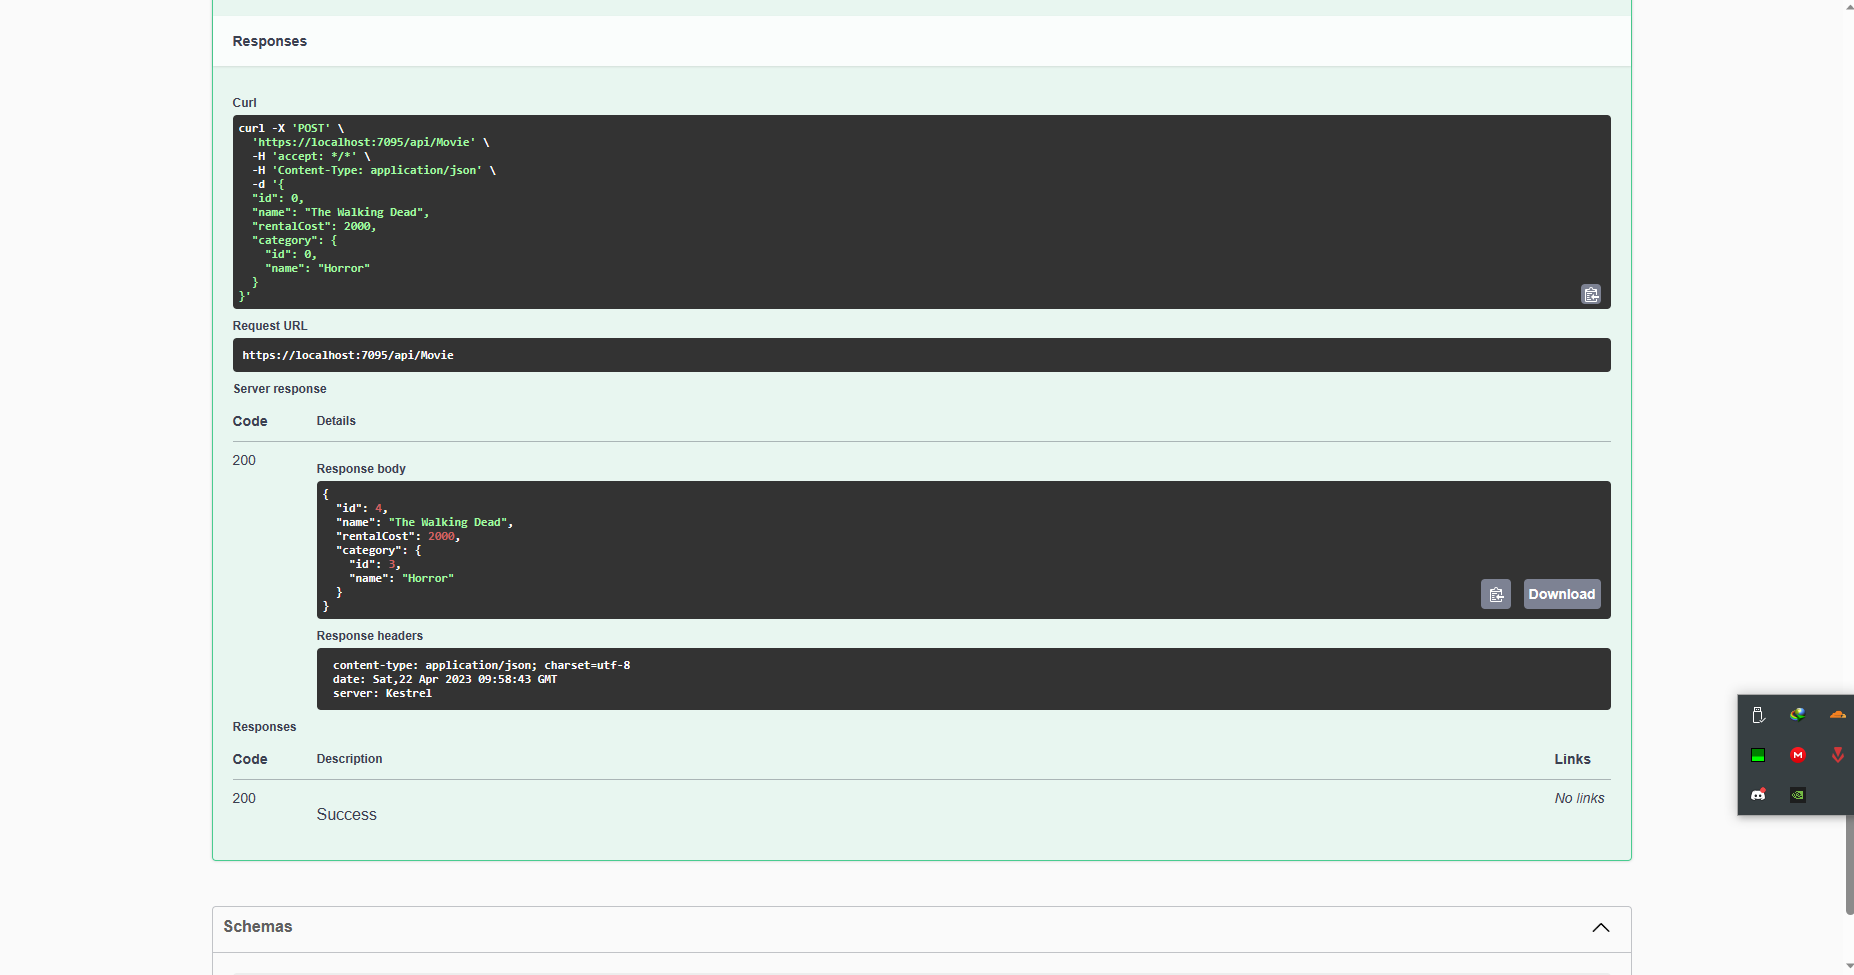 Responses
Curl
curl -X 'POST' \
  'https://localhost:7095/api/Movie' \
  -H 'accept: */*' \
  -H 'Content-Type: application/json' \
  -d '{
  "id": 0,
  "name": "The Walking Dead",
  "rentalCost": 2000,
  "category": {
    "id": 0,
    "name": "Horror"
  }
}'
Request URL
https://localhost:7095/api/Movie
Server response
Code Details
200
Response body
{
  "id": 4,
  "name": "The Walking Dead",
  "rentalCost": 2000,
  "category": {
    "id": 3,
    "name": "Horror"
  }
}
Download
Response headers
content-type: application/json; charset=utf-8
date: Sat,22 Apr 2023 09:58:43 GMT
server: Kestrel
Responses
Code Description Links
200 No links
Success
Schemas